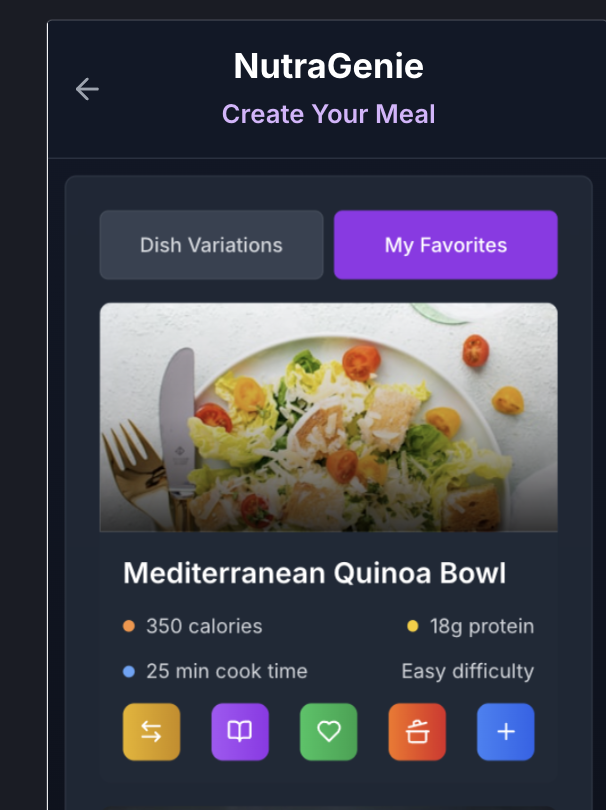 NutraGenie
Create Your Meal
Dish Variations
My Favorites
Mediterranean Quinoa Bowl
350 calories
18g protein
25 min cook time
Easy difficulty